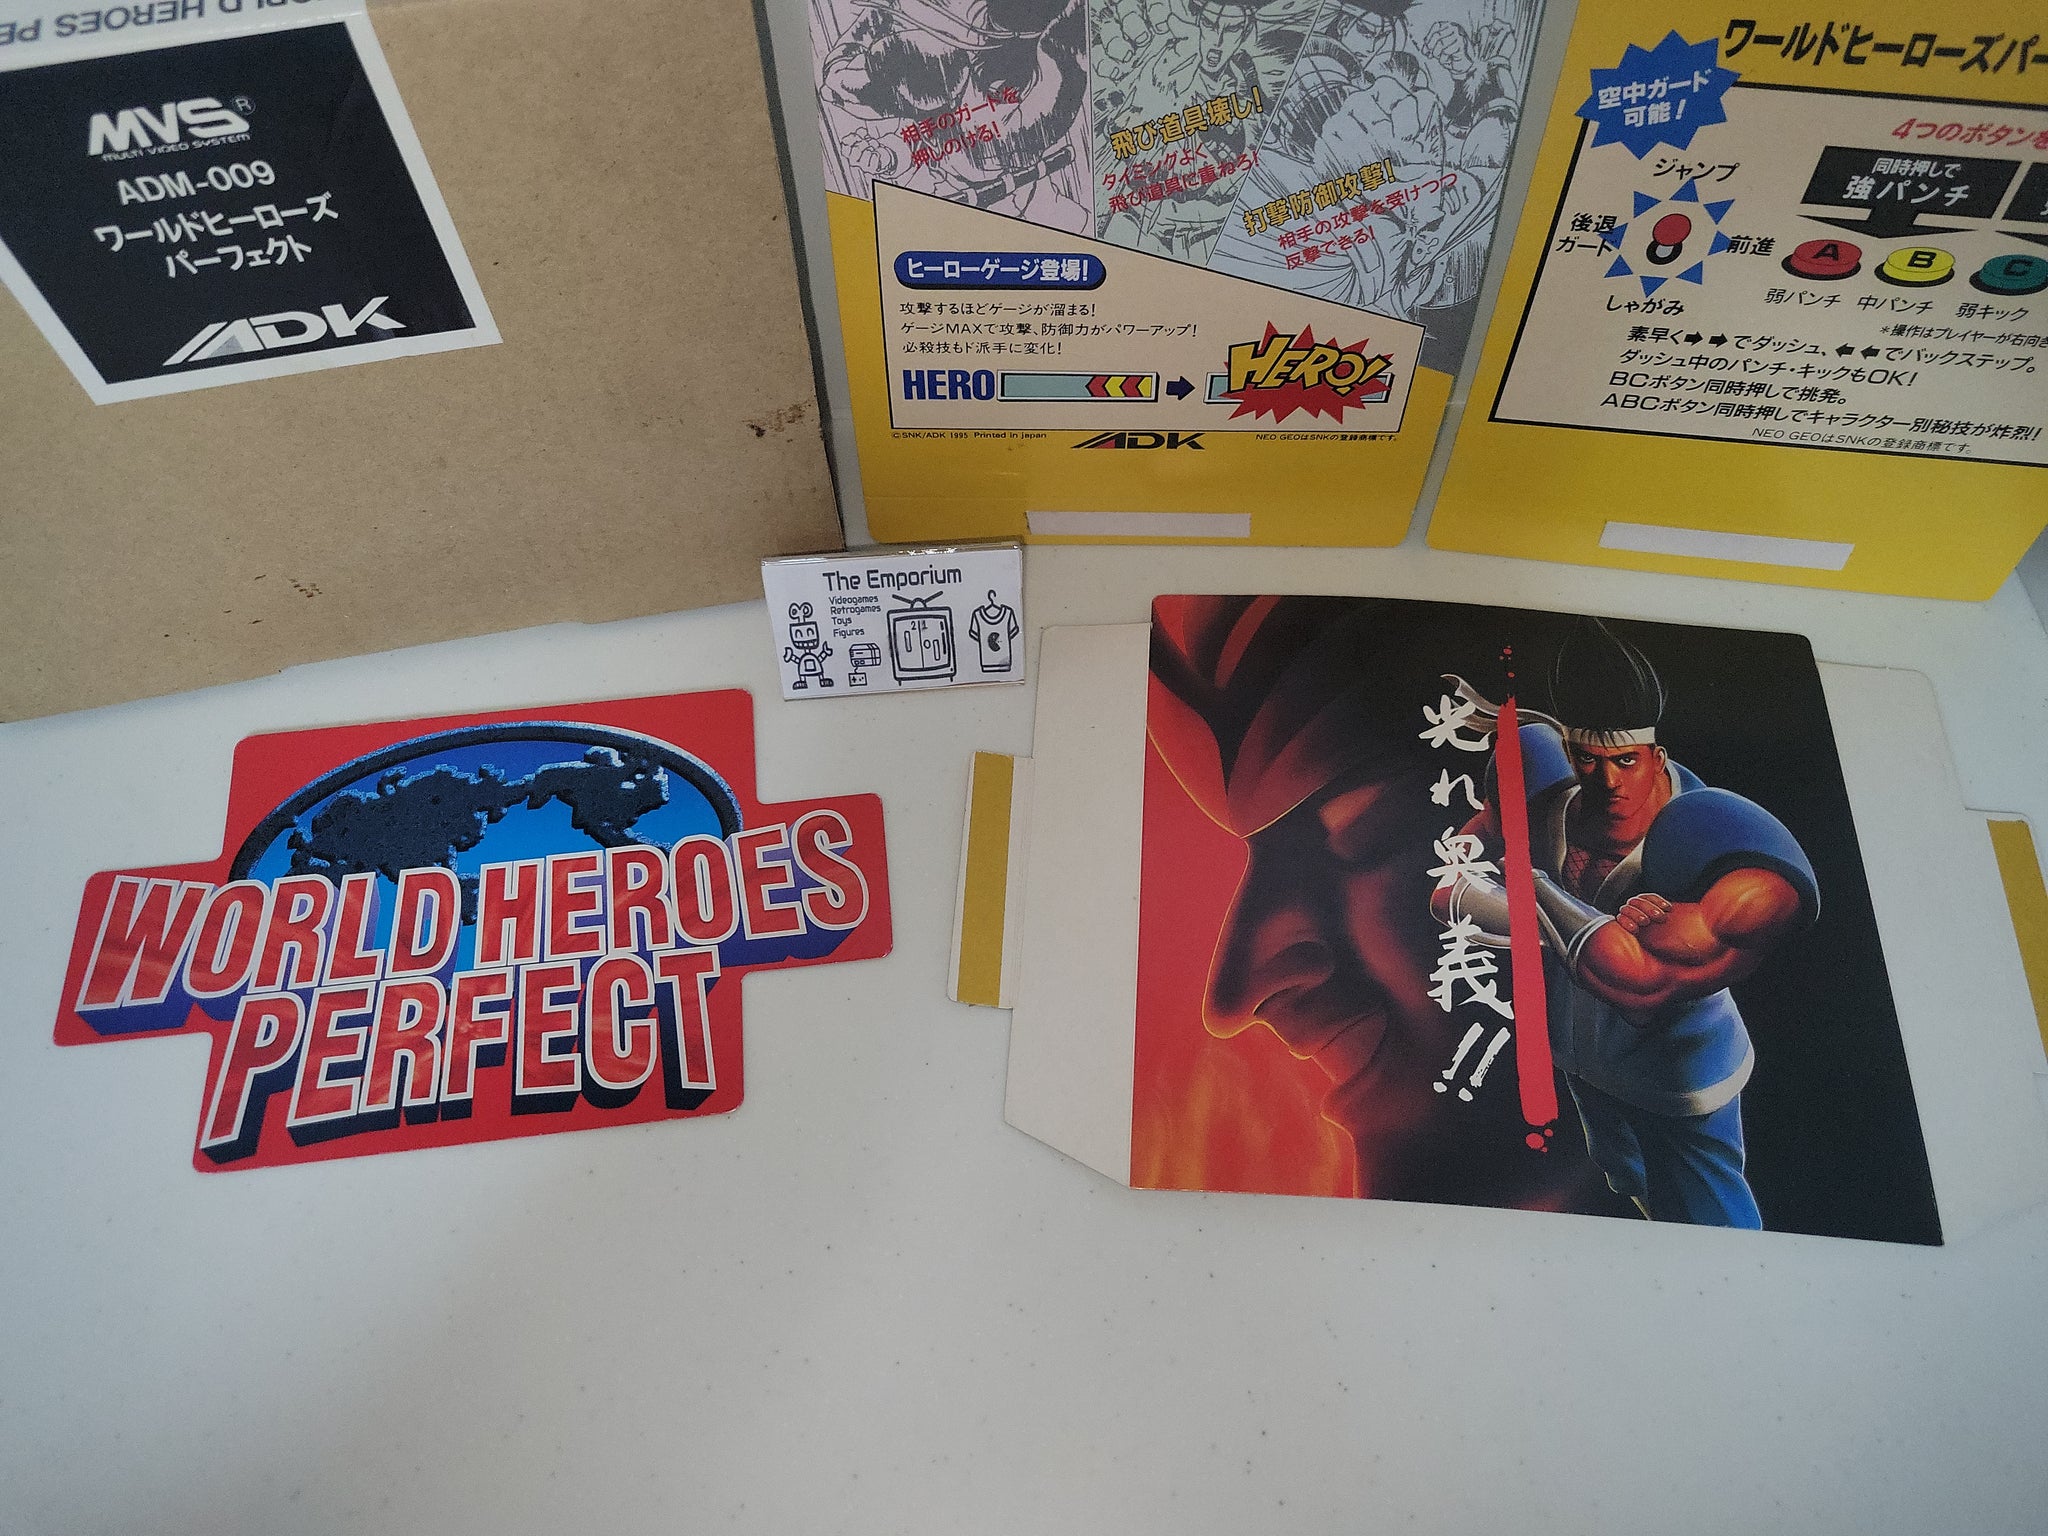 WORLD HEROES PE
MVS®
MULTI VIDEO SYSTEM
ADM-009
ワールドヒーローズ
パーフェクト
ADK
相手のガードを
押しのける!
飛び道具壊し!
タイミングよく
飛び道具に重ねろ!
打撃防御攻撃!
相手の攻撃を受けつつ
反撃できる!
ヒーローゲージ登場!
攻撃するほどゲージが溜まる!
ゲージMAXで攻撃、防御力がパワーアップ!
必殺技もド派手に変化!
HERO
HERO!
©SNK/ADK 1995 Printed in japan
ADK
NEO GEOはSNKの登録商標です。
ワールドヒーローズパー
空中ガード
可能!
4つのボタンを
ジャンプ
同時押しで
強パンチ
後退
ガード
前進
しゃがみ
A
B
C
弱パンチ 中パンチ 弱キック
*操作はプレイヤーが右向き
素早く➡➡でダッシュ、⬅⬅でバックステップ。
ダッシュ中のパンチ・キックもOK!
BCボタン同時押しで挑発。
ABCボタン同時押しでキャラクター別秘技が炸烈!
NEO GEOはSNKの登録商標です。
The Emporium
Videogames
Retrogames
Toys
Figures
21
WORLD HEROES
PERFECT
光れ奥義!!